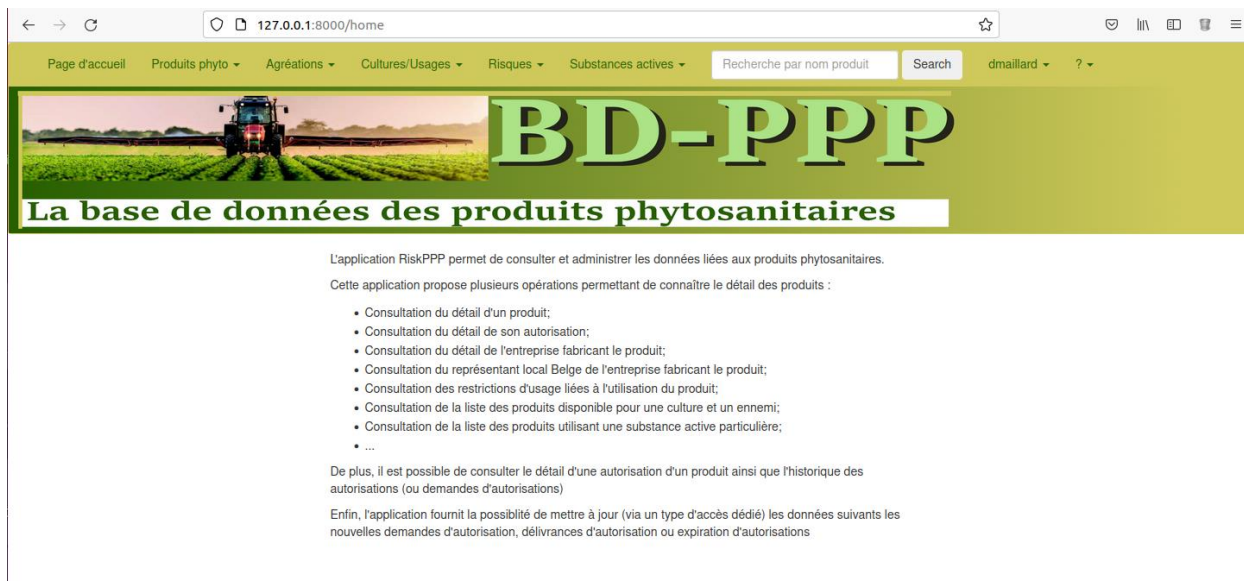 127.0.0.1:8000/home
Page d'accueil Produits phyto Agréations Cultures/Usages Risques Substances actives Recherche par nom produit Search dmaillard ?
BD-PPP
La base de données des produits phytosanitaires
L'application RiskPPP permet de consulter et administrer les données liées aux produits phytosanitaires.
Cette application propose plusieurs opérations permettant de connaître le détail des produits :
• Consultation du détail d'un produit;
• Consultation du détail de son autorisation;
• Consultation du détail de l'entreprise fabricant le produit;
• Consultation du représentant local Belge de l'entreprise fabricant le produit;
• Consultation des restrictions d'usage liées à l'utilisation du produit;
• Consultation de la liste des produits disponible pour une culture et un ennemi;
• Consultation de la liste des produits utilisant une substance active particulière;
• ...
De plus, il est possible de consulter le détail d'une autorisation d'un produit ainsi que l'historique des
autorisations (ou demandes d'autorisations)
Enfin, l'application fournit la possiblité de mettre à jour (via un type d'accès dédié) les données suivants les
nouvelles demandes d'autorisation, délivrances d'autorisation ou expiration d'autorisations